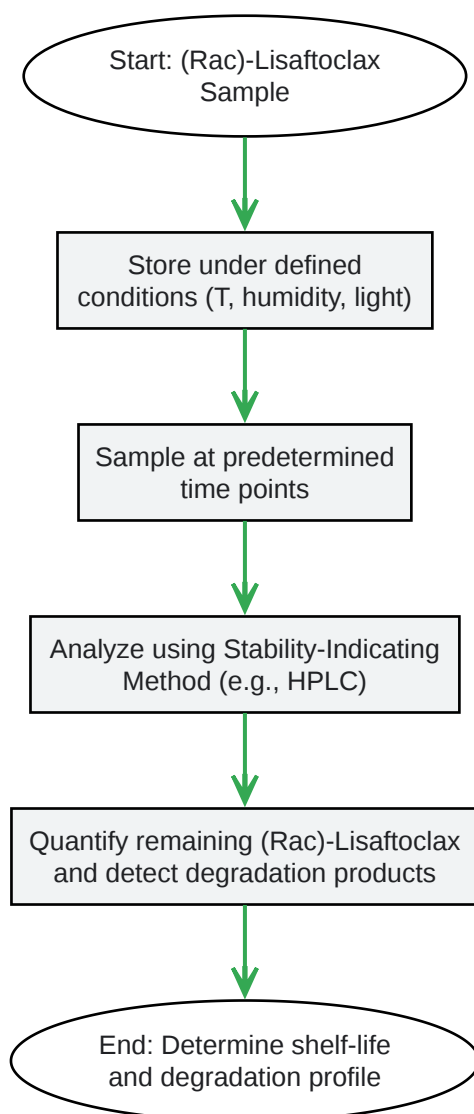 Start: (Rac)-Lisaftoclax
Sample
Store under defined
conditions (T, humidity, light)
Sample at predetermined
time points
Analyze using Stability-Indicating
Method (e.g., HPLC)
Quantify remaining (Rac)-Lisaftoclax
and detect degradation products
End: Determine shelf-life
and degradation profile